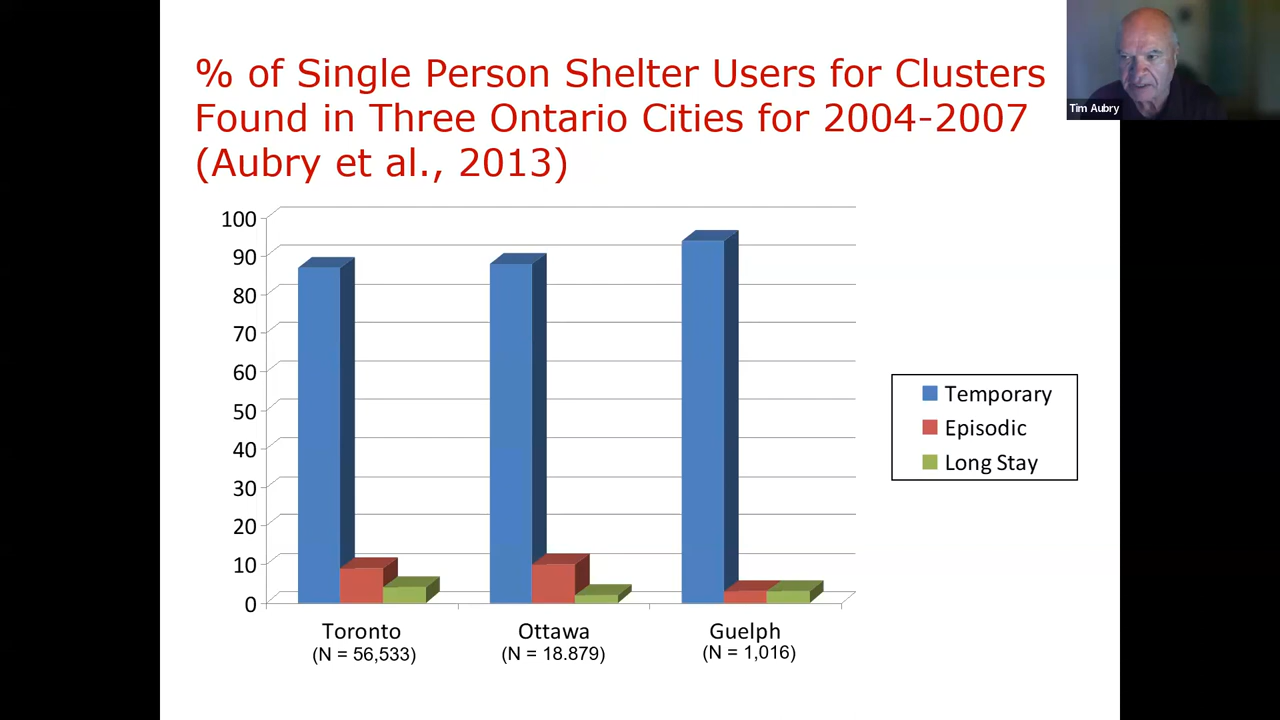 % of Single Person Shelter Users for Clusters
Found in Three Ontario Cities for 2004-2007
(Aubry et al., 2013)
Tim Aubry
100
90
80
70
60
50
40
30
20
10
0
Temporary
Episodic
Long Stay
Toronto
(N = 56,533)
Ottawa
(N = 18.879)
Guelph
(N = 1,016)